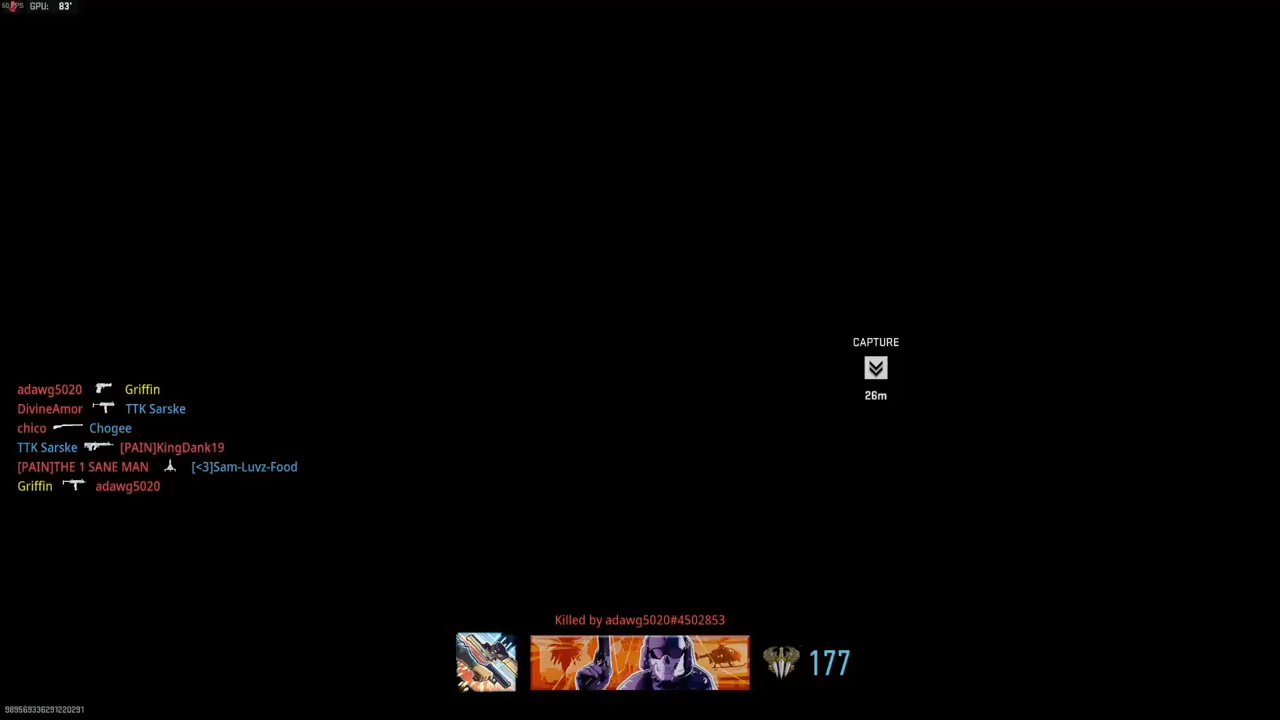 GPU: 83°
CAPTURE
26m
adawg5020 Griffin
DivineAmor TTK Sarske
chico Chogee
TTK Sarske [PAIN]KingDank19
[PAIN]THE 1 SANE MAN [<3]Sam-Luvz-Food
Griffin adawg5020
Killed by adawg5020#4502853
177
989569336291220291